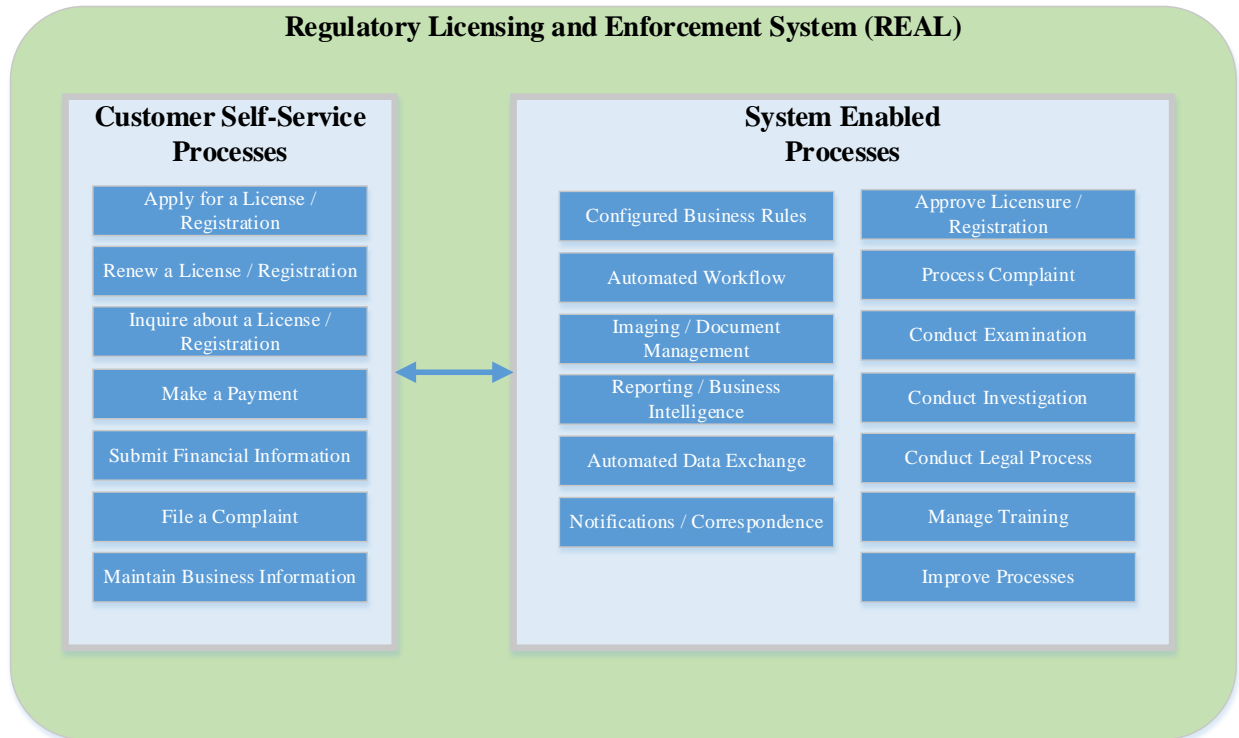 Regulatory Licensing and Enforcement System (REAL)
Customer Self-Service
Processes
Apply for a License /
Registration
Renew a License / Registration
Inquire about a License /
Registration
Make a Payment
Submit Financial Information
File a Complaint
Maintain Business Information
System Enabled
Processes
Configured Business Rules
Automated Workflow
Imaging / Document
Management
Reporting / Business
Intelligence
Automated Data Exchange
Notifications / Correspondence
Approve Licensure /
Registration
Process Complaint
Conduct Examination
Conduct Investigation
Conduct Legal Process
Manage Training
Improve Processes